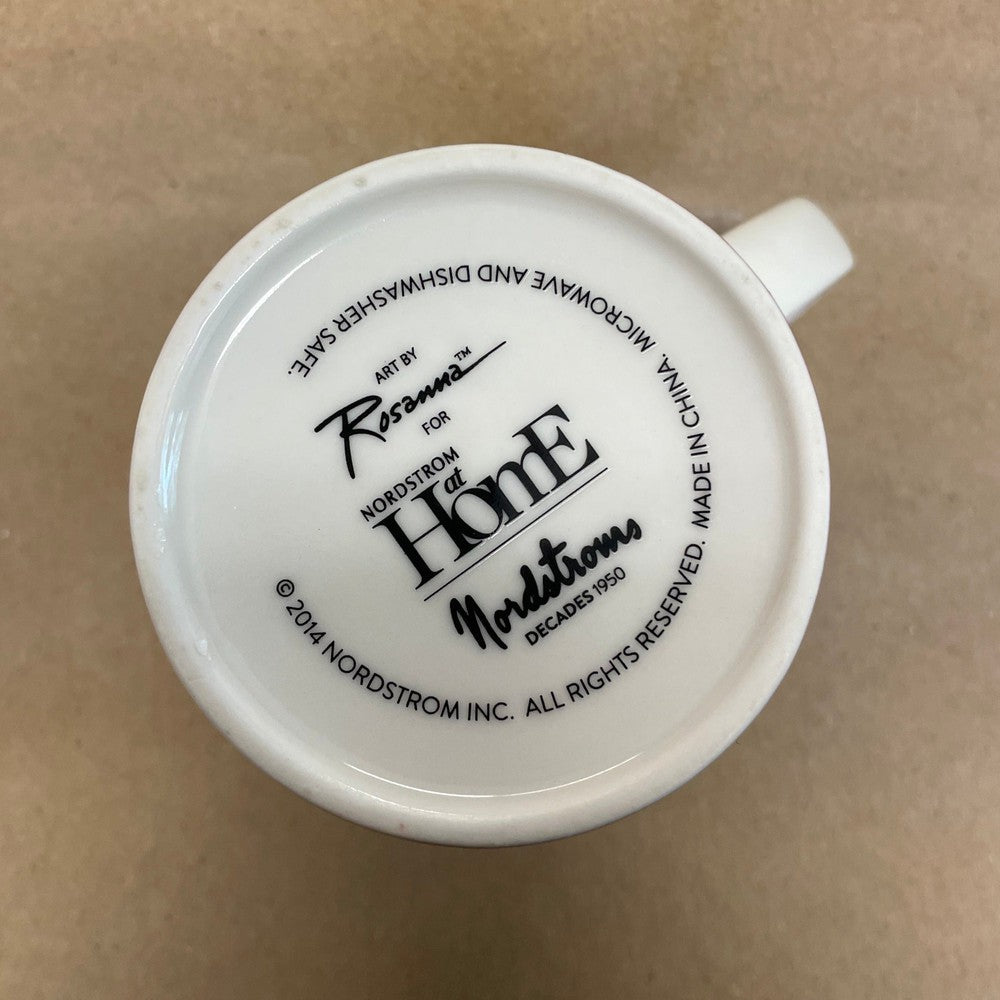 ART BY
Rosanna™
FOR
NORDSTROM
at
HOME
Nordstroms
DECADES 1950
© 2014 NORDSTROM INC. ALL RIGHTS RESERVED. MADE IN CHINA. MICROWAVE AND DISHWASHER SAFE.